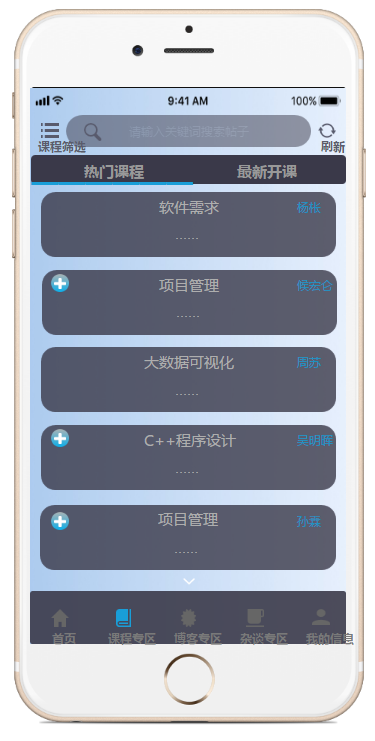 9:41 AM 100%
请输入关键词搜索帖子
课程筛选 刷新
热门课程 最新开课
软件需求 杨枨
......
项目管理 候宏仑
......
大数据可视化 周苏
......
C++程序设计 吴明晖
......
项目管理 孙霖
......
首页 课程专区 博客专区 杂谈专区 我的信息